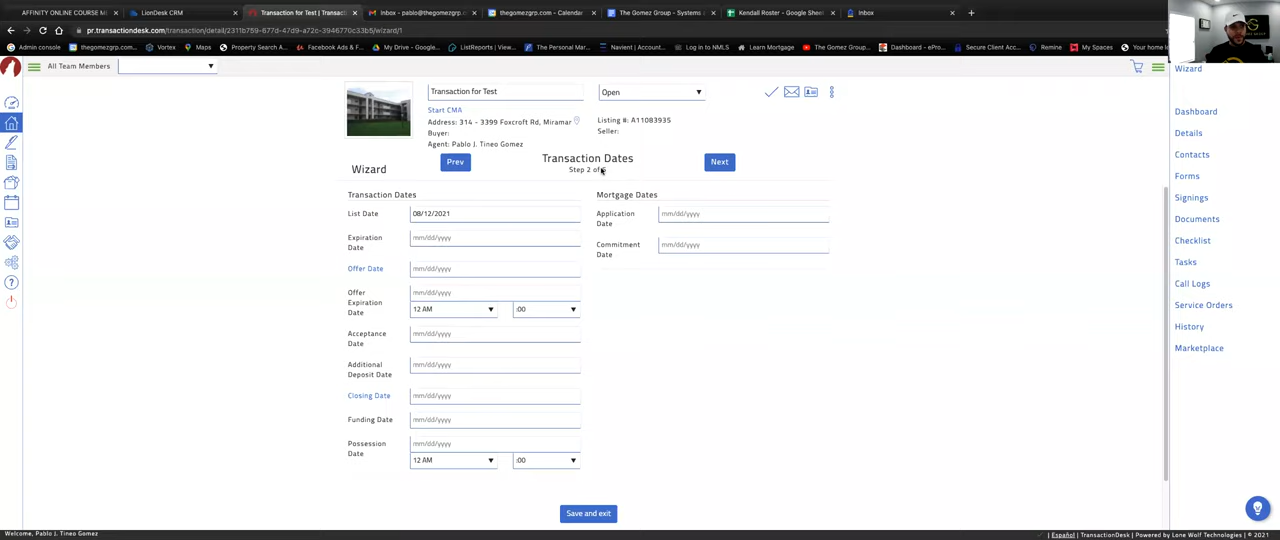 AFFINITY ONLINE COURSE M
LionDesk CRM
Transaction for Test | Transac
Inbox - pablo@thegomezgrp.com
thegomezgrp.com - Calendar
The Gomez Group - Systems
Kendall Roster - Google Sheet
Inbox
pr.transactiondesk.com/transaction/detail/2311b759-677d-47d9-a72c-3946770c33b5/wizard/1
Admin console
thegomezgrp.com
Vortex
Maps
Property Search A...
Facebook Ads & F...
My Drive - Google...
ListReports | View...
The Personal Mar...
Navient | Account...
Log in to NMLS
Learn Mortgage
The Gomez Group...
Dashboard - ePro...
Secure Client Acc...
Remine
My Spaces
Your home
All Team Members
Transaction for Test
Open
Start CMA
Address: 314 - 3399 Foxcroft Rd, Miramar
Listing #: A11083935
Buyer:
Seller:
Agent: Pablo J. Tineo Gomez
Wizard
Prev
Transaction Dates
Step 2 of
Next
Transaction Dates
Mortgage Dates
List Date
08/12/2021
Application Date
mm/dd/yyyy
Expiration Date
mm/dd/yyyy
Commitment Date
mm/dd/yyyy
Offer Date
mm/dd/yyyy
Offer Expiration Date
mm/dd/yyyy
12 AM
:00
Acceptance Date
mm/dd/yyyy
Additional Deposit Date
mm/dd/yyyy
Closing Date
mm/dd/yyyy
Funding Date
mm/dd/yyyy
Possession Date
mm/dd/yyyy
12 AM
:00
Save and exit
Wizard
Dashboard
Details
Contacts
Forms
Signings
Documents
Checklist
Tasks
Call Logs
Service Orders
History
Marketplace
Welcome, Pablo J. Tineo Gomez
Español | TransactionDesk | Powered by Lone Wolf Technologies | © 2021